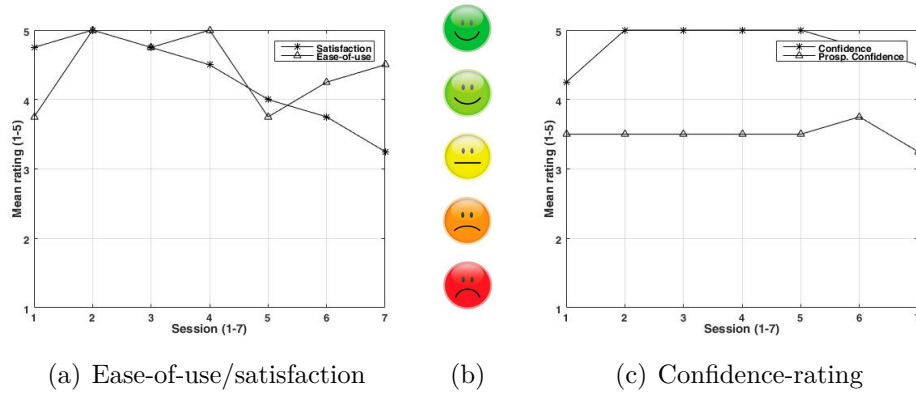 5
4
3
2
1
Mean rating (1-5)
Satisfaction
Ease-of-use
1 2 3 4 5 6 7
Session (1-7)
5
4
3
2
1
Mean rating (1-5)
Confidence
Prosp. Confidence
1 2 3 4 5 6
Session (1-7)
(a) Ease-of-use/satisfaction (b) (c) Confidence-rating